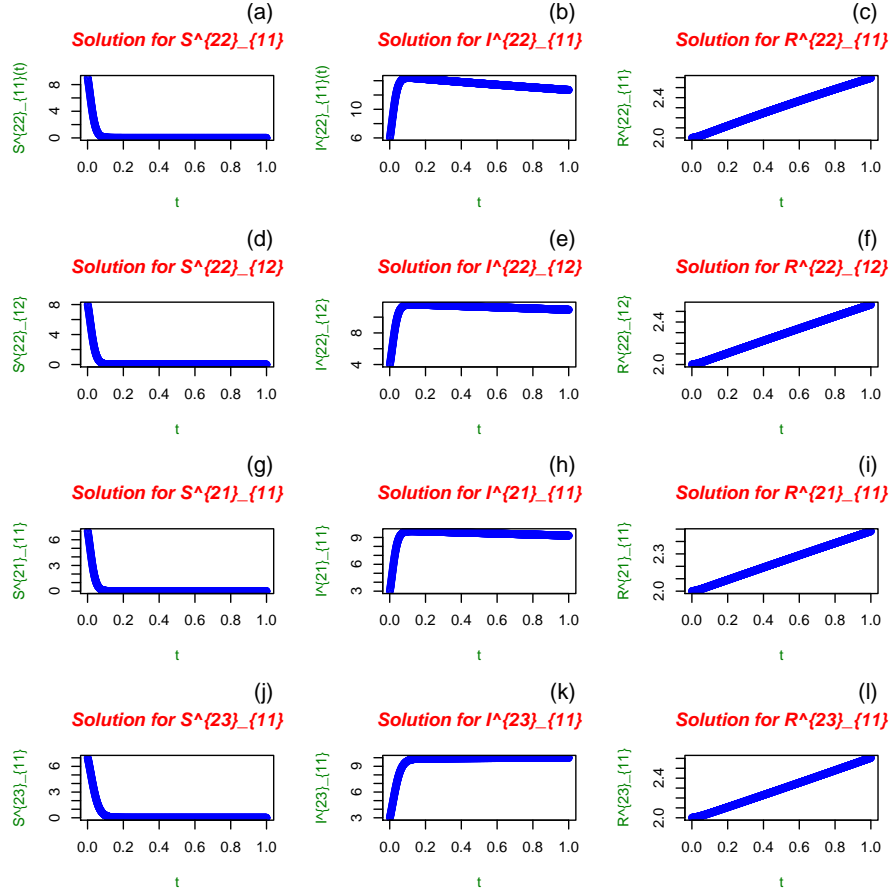 (a)
Solution for S^{22}_{11}
S^{22}_{11}(t)
8
4
0
0.0 0.2 0.4 0.6 0.8 1.0
t
(b)
Solution for I^{22}_{11}
I^{22}_{11}(t)
10
6
0.0 0.2 0.4 0.6 0.8 1.0
t
(c)
Solution for R^{22}_{11}
R^{22}_{11}
2.4
2.0
0.0 0.2 0.4 0.6 0.8 1.0
t
(d)
Solution for S^{22}_{12}
S^{22}_{12}
8
4
0
0.0 0.2 0.4 0.6 0.8 1.0
t
(e)
Solution for I^{22}_{12}
I^{22}_{12}
8
4
0.0 0.2 0.4 0.6 0.8 1.0
t
(f)
Solution for R^{22}_{12}
R^{22}_{12}
2.4
2.0
0.0 0.2 0.4 0.6 0.8 1.0
t
(g)
Solution for S^{21}_{11}
S^{21}_{11}
6
3
0
0.0 0.2 0.4 0.6 0.8 1.0
t
(h)
Solution for I^{21}_{11}
I^{21}_{11}
9
6
3
0.0 0.2 0.4 0.6 0.8 1.0
t
(i)
Solution for R^{21}_{11}
R^{21}_{11}
2.3
2.0
0.0 0.2 0.4 0.6 0.8 1.0
t
(j)
Solution for S^{23}_{11}
S^{23}_{11}
6
3
0
0.0 0.2 0.4 0.6 0.8 1.0
t
(k)
Solution for I^{23}_{11}
I^{23}_{11}
9
6
3
0.0 0.2 0.4 0.6 0.8 1.0
t
(l)
Solution for R^{23}_{11}
R^{23}_{11}
2.4
2.0
0.0 0.2 0.4 0.6 0.8 1.0
t